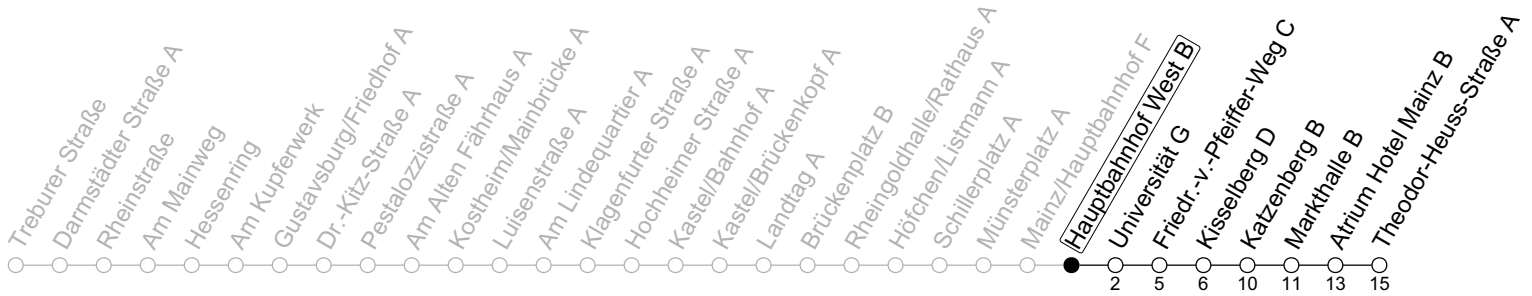 Treburer Straße
Darmstädter Straße A
Rheinstraße
Am Mainweg
Hessenring
Am Kupferwerk
Gustavsburg/Friedhof A
Dr.-Kitz-Straße A
Pestalozzistraße A
Am Alten Fährhaus A
Kostheim/Mainbrücke A
Luisenstraße A
Am Lindequartier A
Klagenfurter Straße A
Hochheimer Straße A
Kastel/Bahnhof A
Kastel/Brückenkopf A
Landtag A
Brückenplatz B
Rheingoldhalle/Rathaus A
Höfchen/Listmann A
Schillerplatz A
Münsterplatz A
Mainz/Hauptbahnhof F
Hauptbahnhof West B
Universität G
Friedr.-v.-Pfeiffer-Weg C
Kisselberg D
Katzenberg B
Markthalle B
Atrium Hotel Mainz B
Theodor-Heuss-Straße A
2 5 6 10 11 13 15